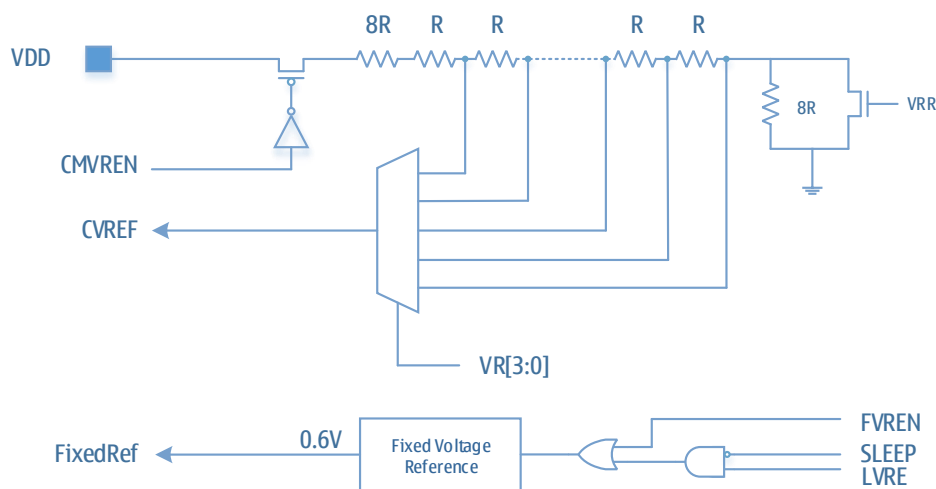 8R R R R R
VDD
8R
VRR
CMVREN
CVREF
VR[3:0]
FVREN
0.6V
FixedRef
Fixed Voltage
Reference
SLEEP
LVRE